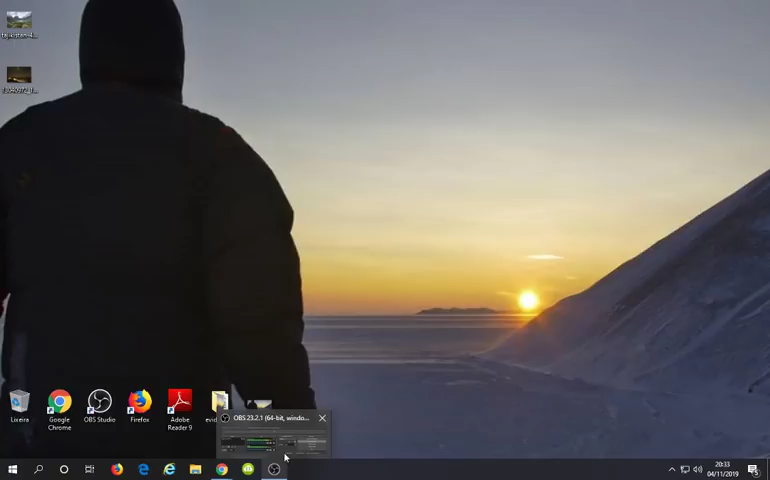 Lixeira
Google
Chrome
OBS Studio
Firefox
Adobe
Reader 9
OBS 23.2.1 (64-bit, windo...
20:33
04/11/2019
5